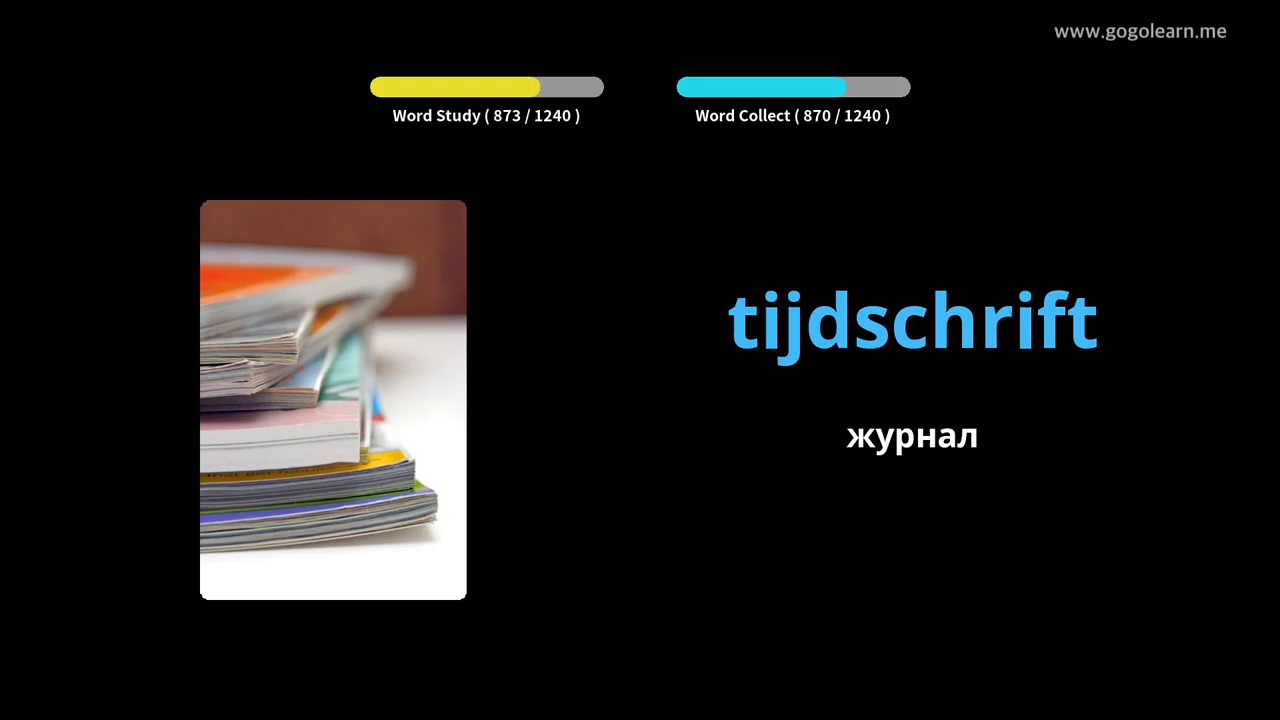 www.gogolearn.me
Word Study ( 873 / 1240 )
Word Collect ( 870 / 1240 )
tijdschrift
журнал